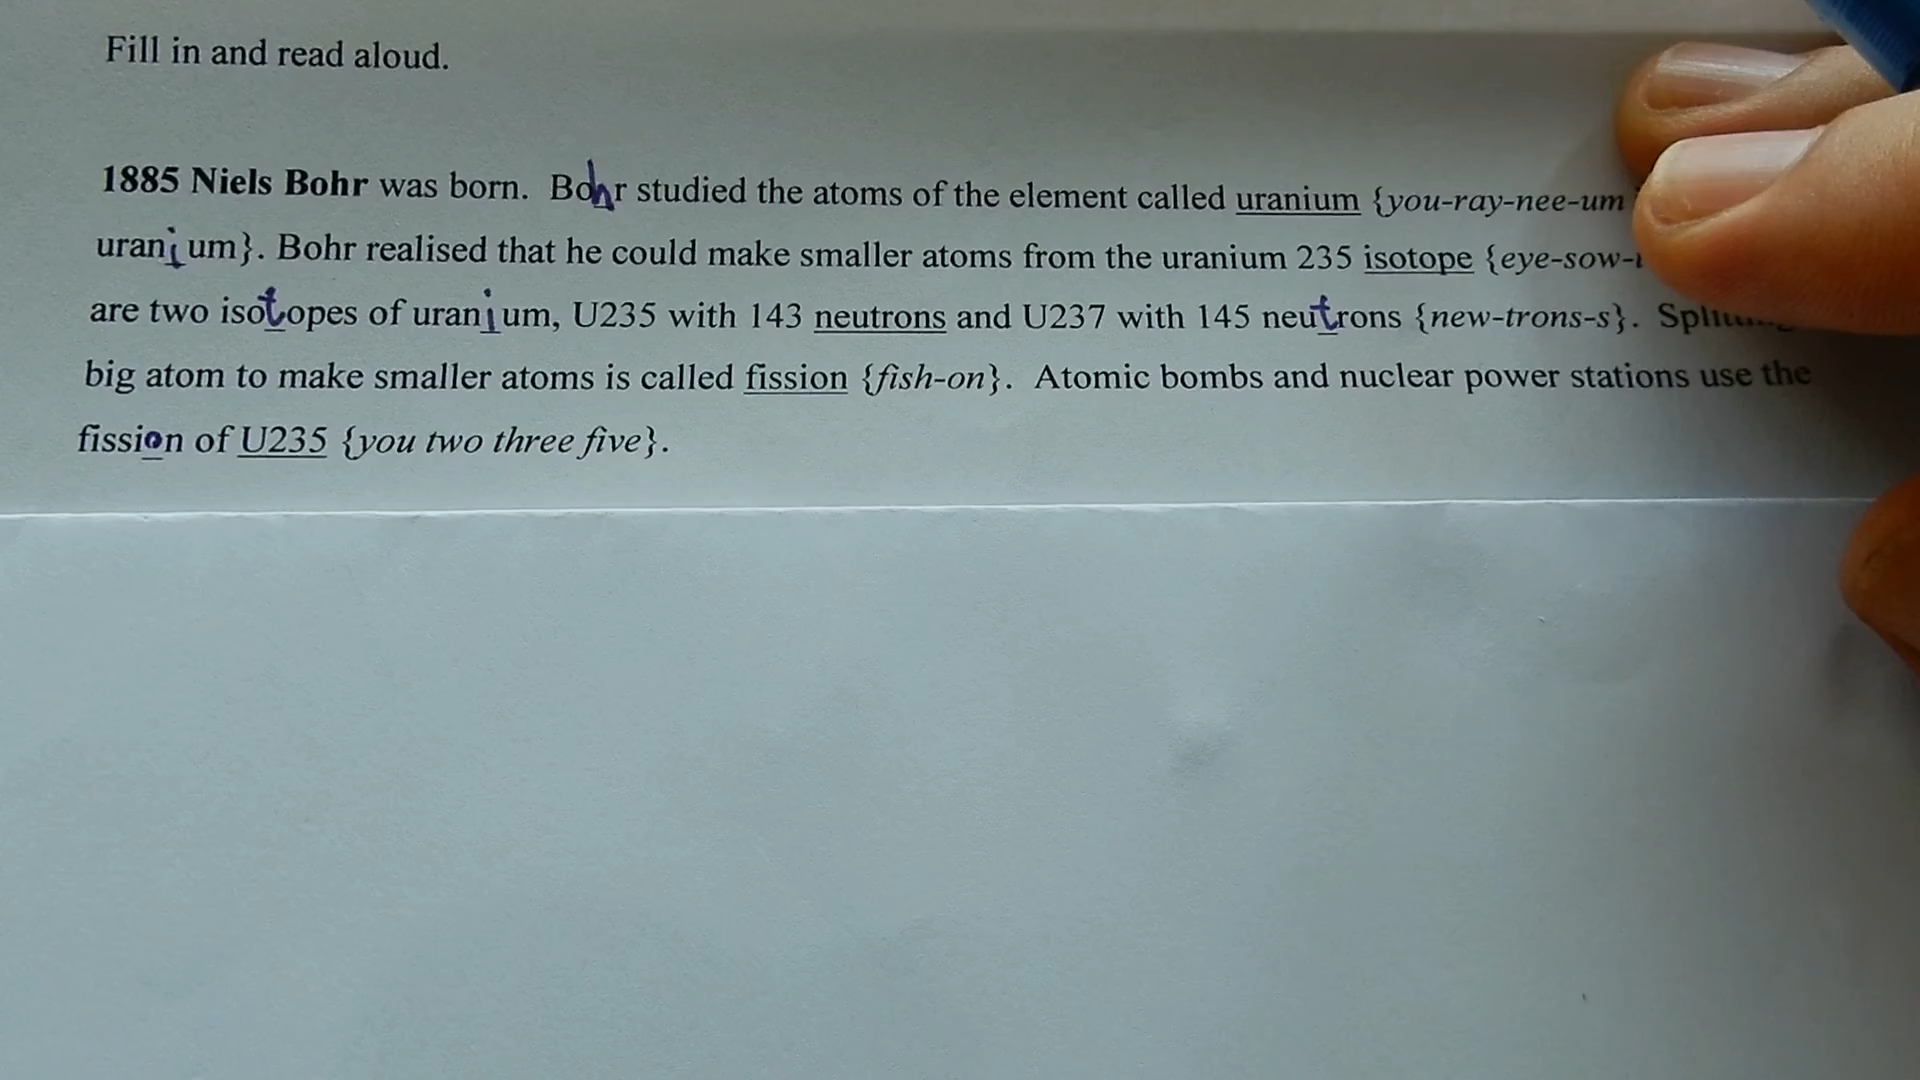 Fill in and read aloud.
1885 Niels Bohr was born. Bohr studied the atoms of the element called uranium {you-ray-nee-um
uranium}. Bohr realised that he could make smaller atoms from the uranium 235 isotope {eye-sow-
are two isotopes of uranium, U235 with 143 neutrons and U237 with 145 neutrons {new-trons-s}.
big atom to make smaller atoms is called fission {fish-on}. Atomic bombs and nuclear power stations use the
fission of U235 {you two three five}.